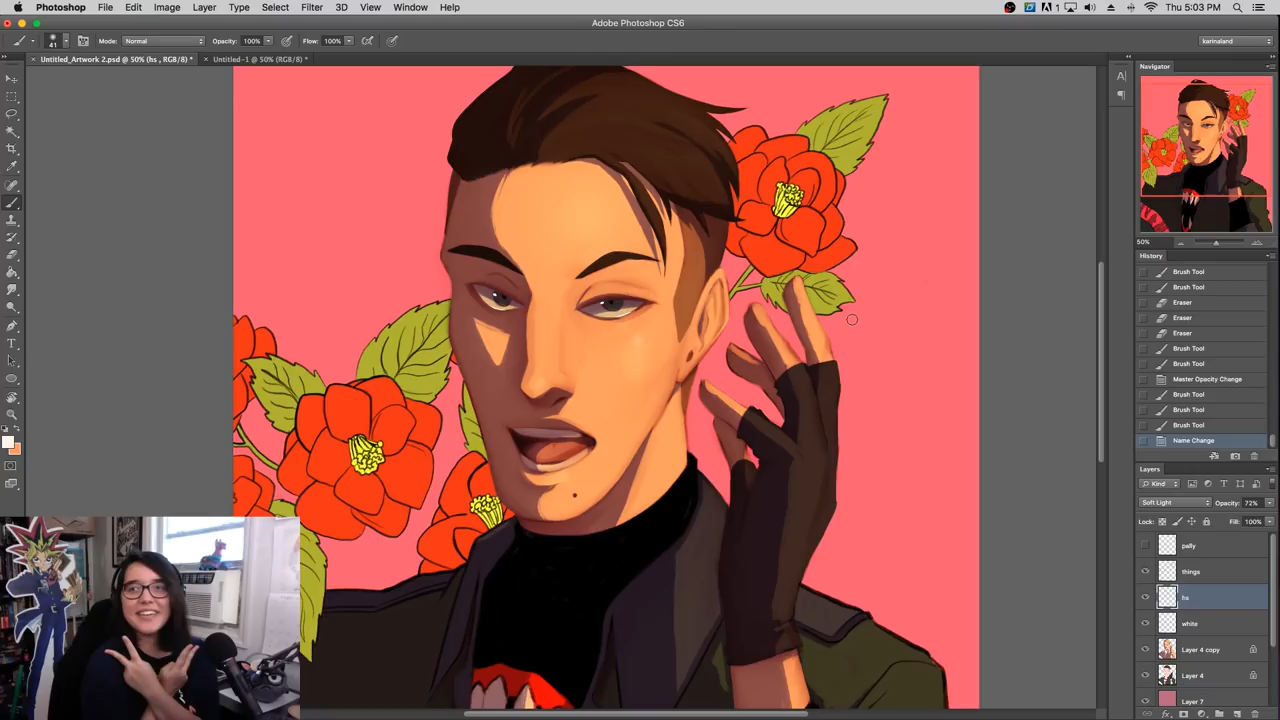 Photoshop File Edit Image Layer Type Select Filter 3D View Window Help
1 Thu 5:03 PM
Adobe Photoshop CS6
41 Mode: Normal Opacity: 100% Flow: 100% karinaland
× Untitled_Artwork 2.psd @ 50% (hs , RGB/8) * × Untitled-1 @ 50% (RGB/8) *
Navigator
50%
History
Brush Tool
Brush Tool
Eraser
Eraser
Eraser
Brush Tool
Brush Tool
Master Opacity Change
Brush Tool
Brush Tool
Brush Tool
Name Change
Layers
Kind
Soft Light Opacity: 72%
Lock: Fill: 100%
pally
things
hs
white
Layer 4 copy
Layer 4
Layer 7